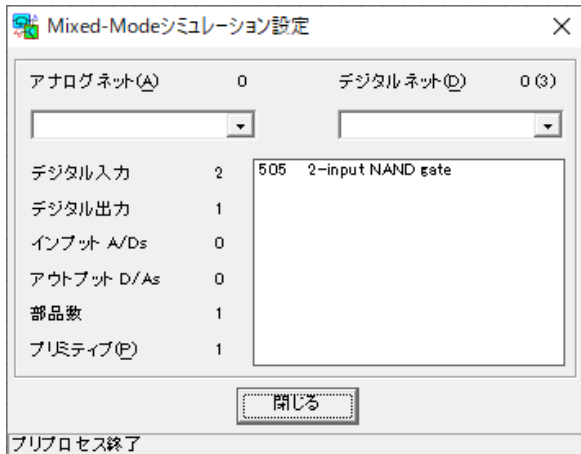 Mixed-Modeシミュレーション設定
アナログネット(A) 0 デジタルネット(D) 0(3)
デジタル入力 2
デジタル出力 1
インプット A/Ds 0
アウトプット D/As 0
部品数 1
プリミティブ(P) 1
505 2-input NAND gate
閉じる
プリプロセス終了